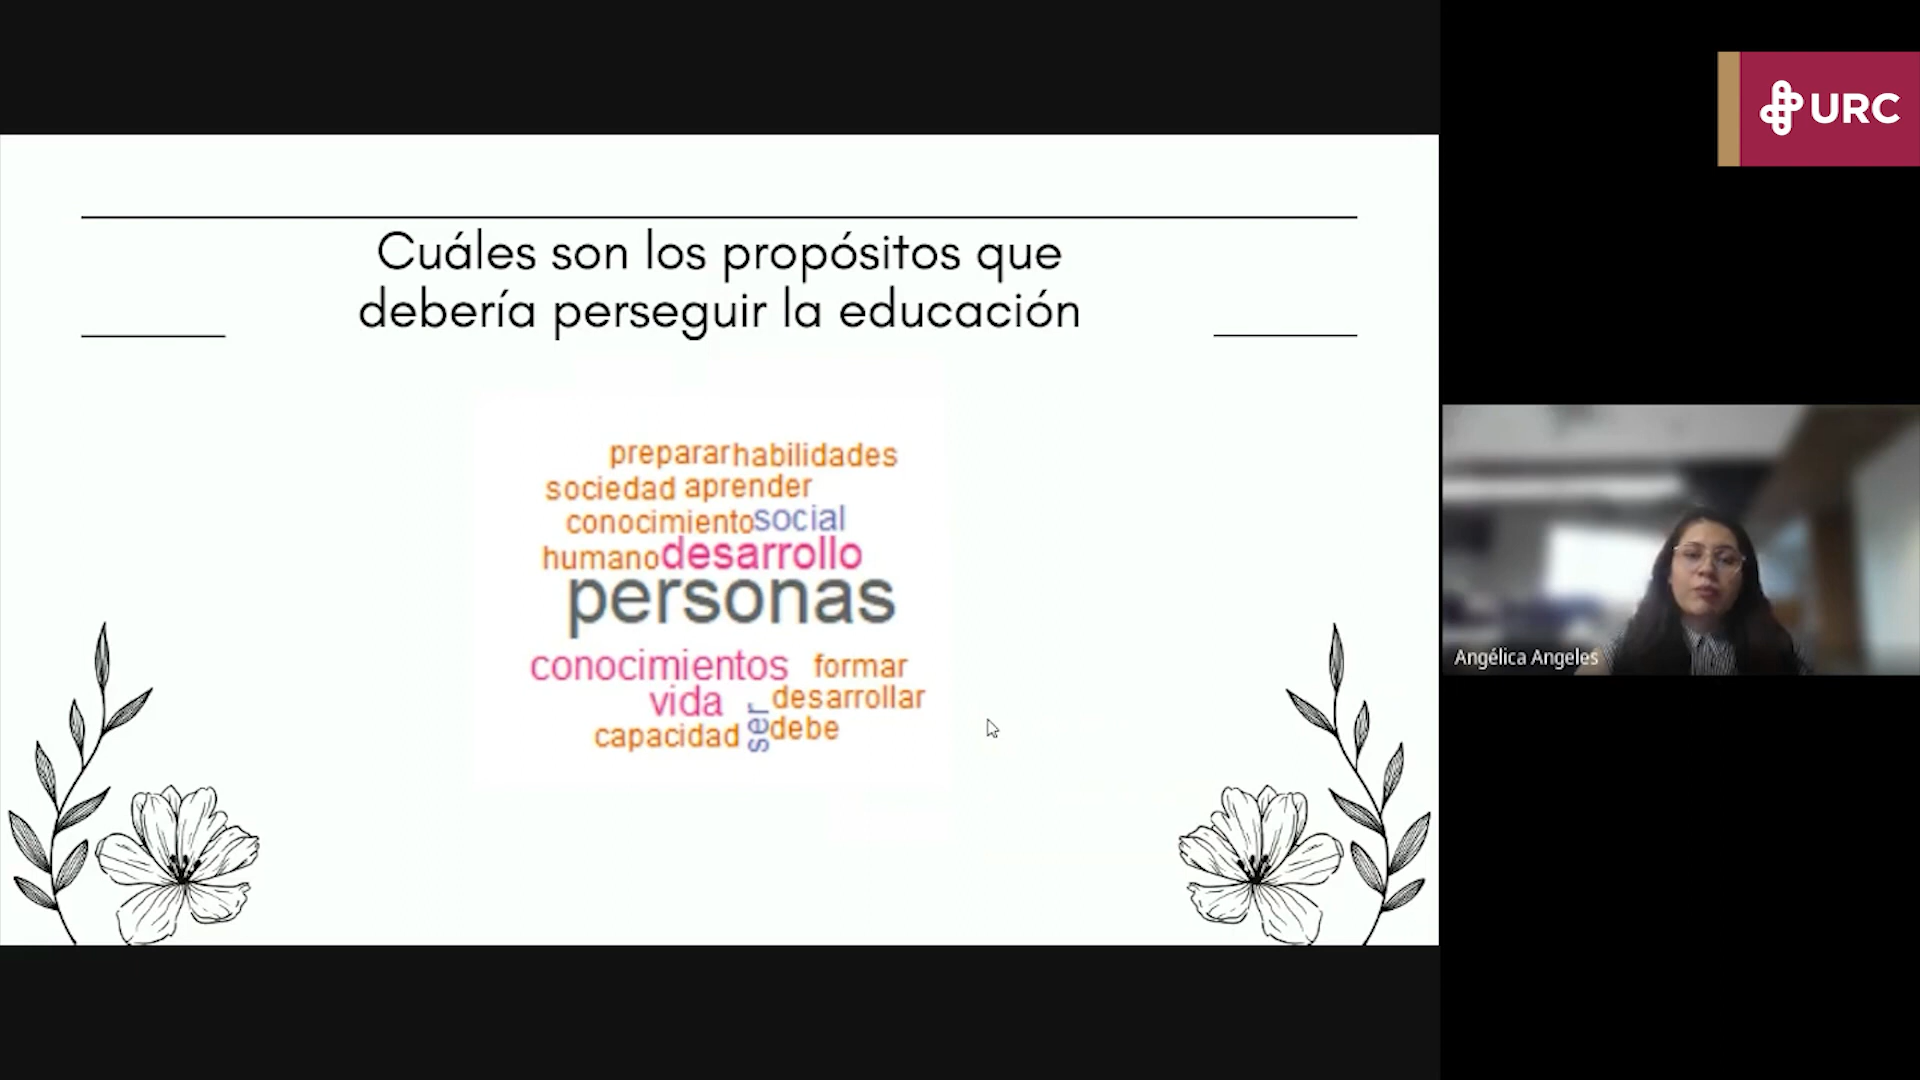 URC
Cuáles son los propósitos que
debería perseguir la educación
preparar habilidades
sociedad aprender
conocimiento social
humano desarrollo
personas
conocimientos formar
vida desarrollar
capacidad ser debe
Angélica Angeles